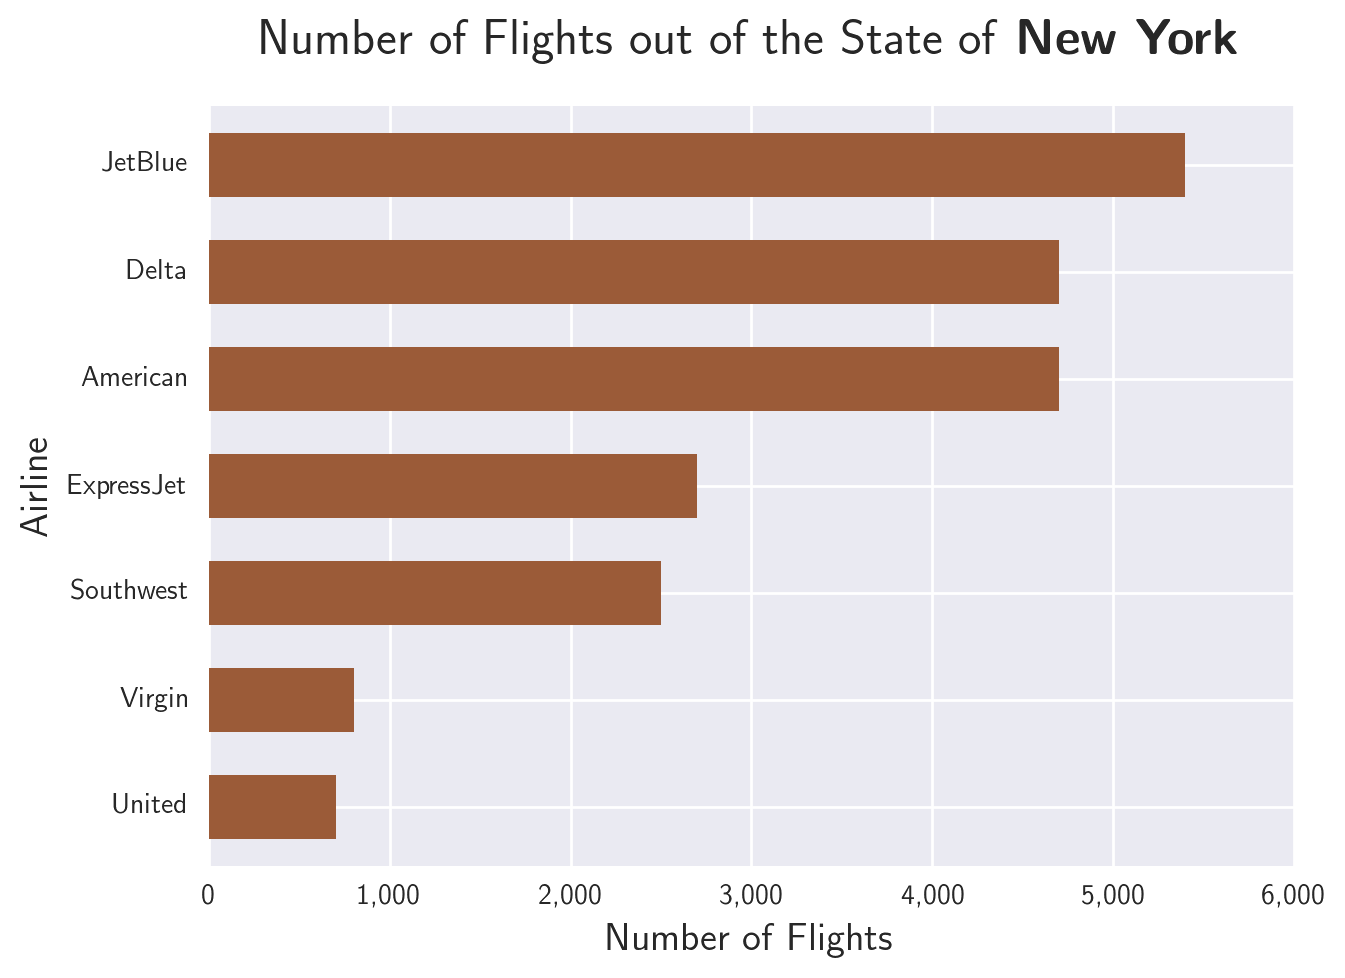 Number of Flights out of the State of New York
JetBlue
Delta
American
ExpressJet
Southwest
Virgin
United
Airline
0 1,000 2,000 3,000 4,000 5,000 6,000
Number of Flights